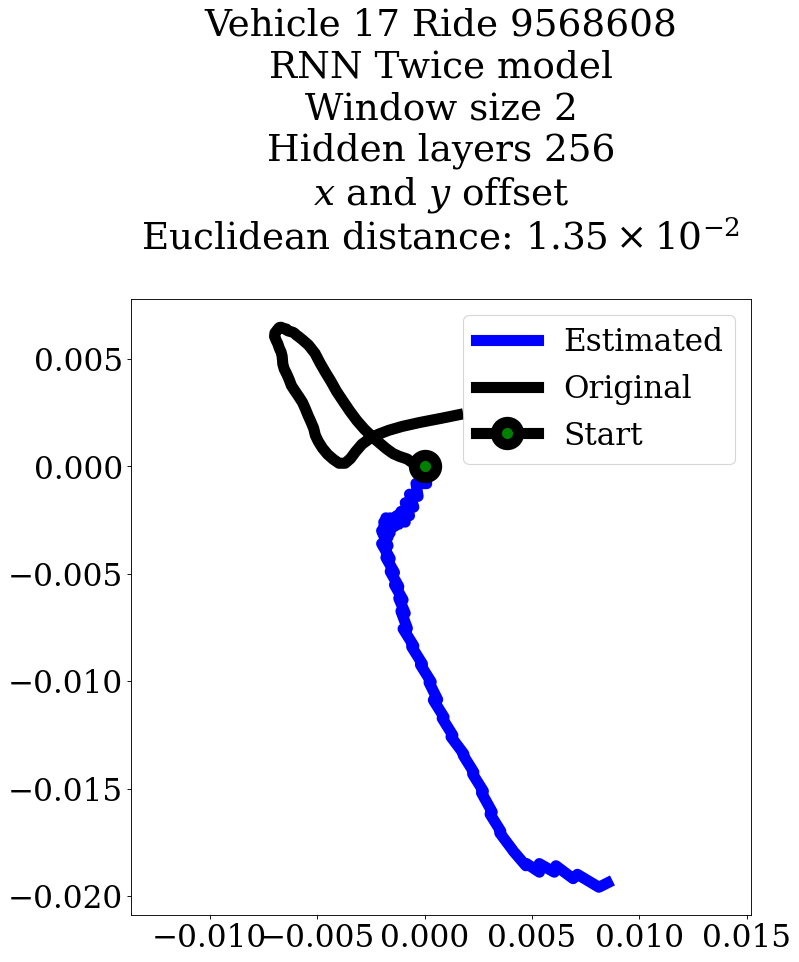 Vehicle 17 Ride 9568608
RNN Twice model
Window size 2
Hidden layers 256
x and y offset
Euclidean distance: 1.35 × 10⁻²
Estimated
Original
Start
0.005
0.000
−0.005
−0.010
−0.015
−0.020
−0.010 −0.005 0.000 0.005 0.010 0.015